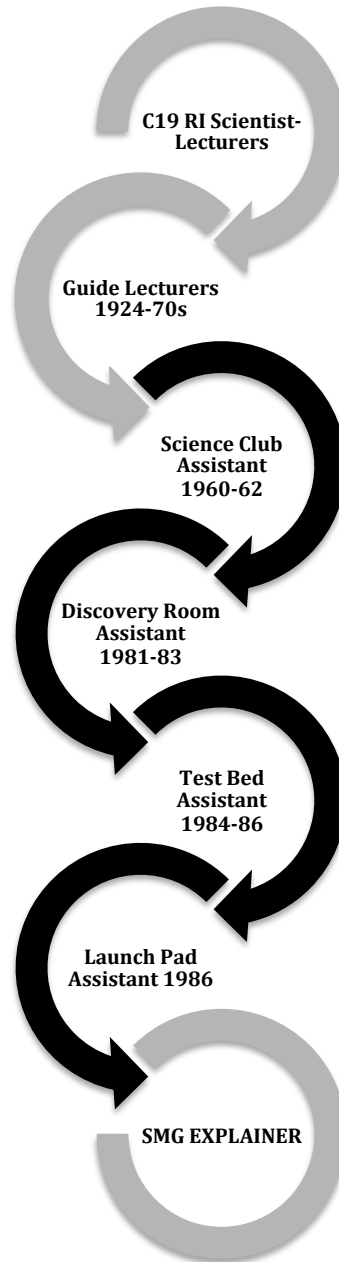 C19 RI Scientist-
Lecturers
Guide Lecturers
1924-70s
Science Club
Assistant
1960-62
Discovery Room
Assistant
1981-83
Test Bed
Assistant
1984-86
Launch Pad
Assistant 1986
SMG EXPLAINER